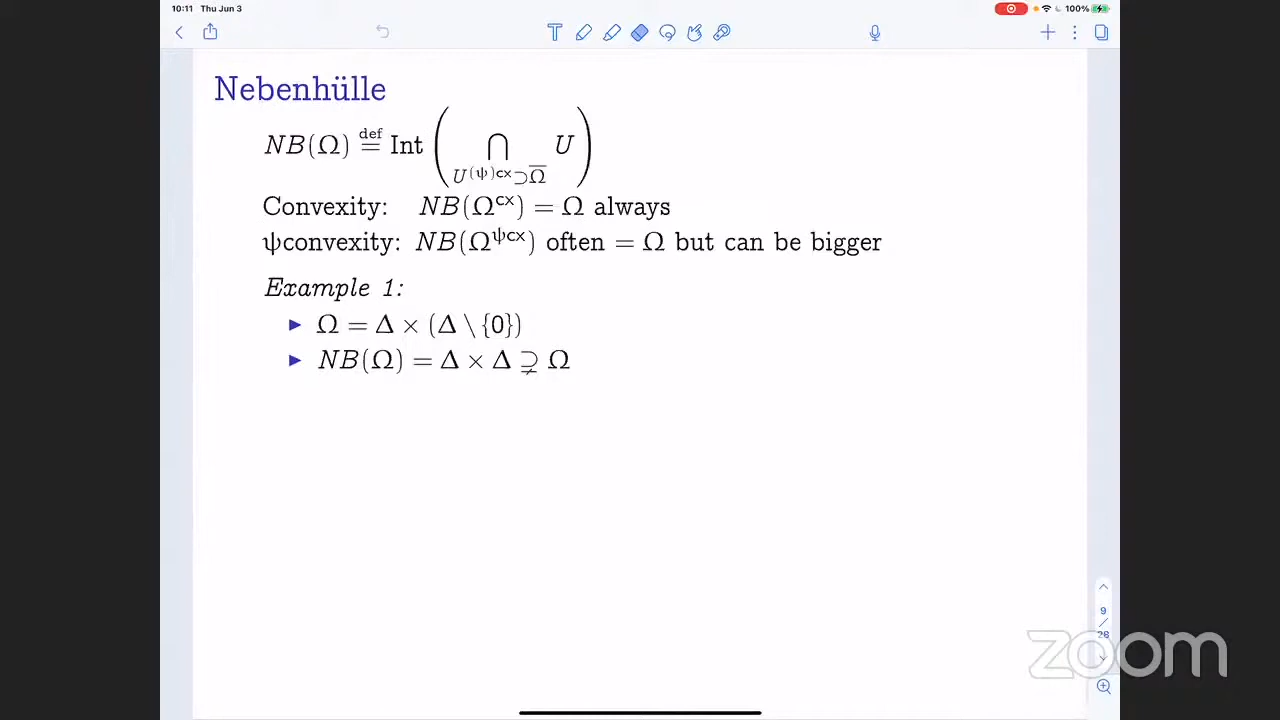 10:11 Thu Jun 3
100%
Nebenhülle
NB(Ω) def= Int ( ⋂ U )
U^(ψ)cx ⊃ Ω̅
Convexity: NB(Ω^cx) = Ω always
ψconvexity: NB(Ω^ψcx) often = Ω but can be bigger
Example 1:
▶ Ω = Δ × (Δ \ {0})
▶ NB(Ω) = Δ × Δ ⊋ Ω
9
/
28
zoom